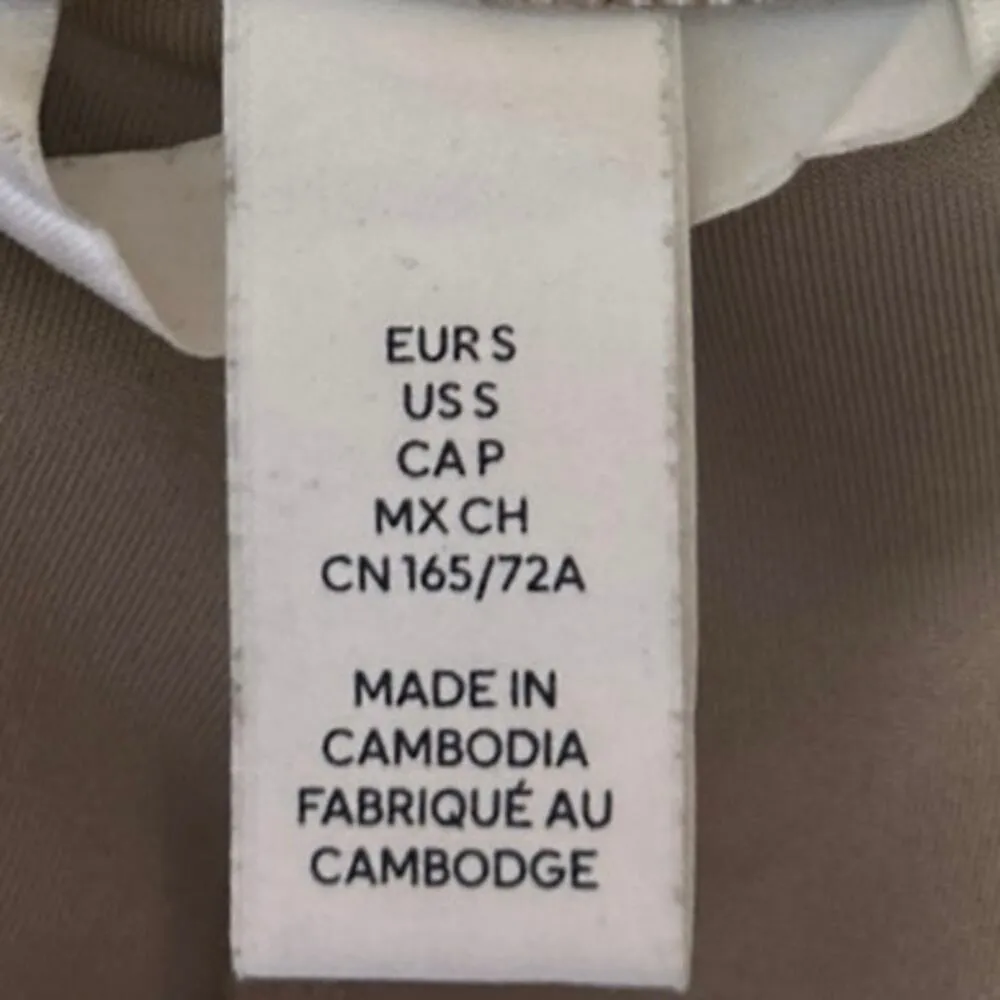 EUR S
US S
CA P
MX CH
CN 165/72A
MADE IN
CAMBODIA
FABRIQUÉ AU
CAMBODGE